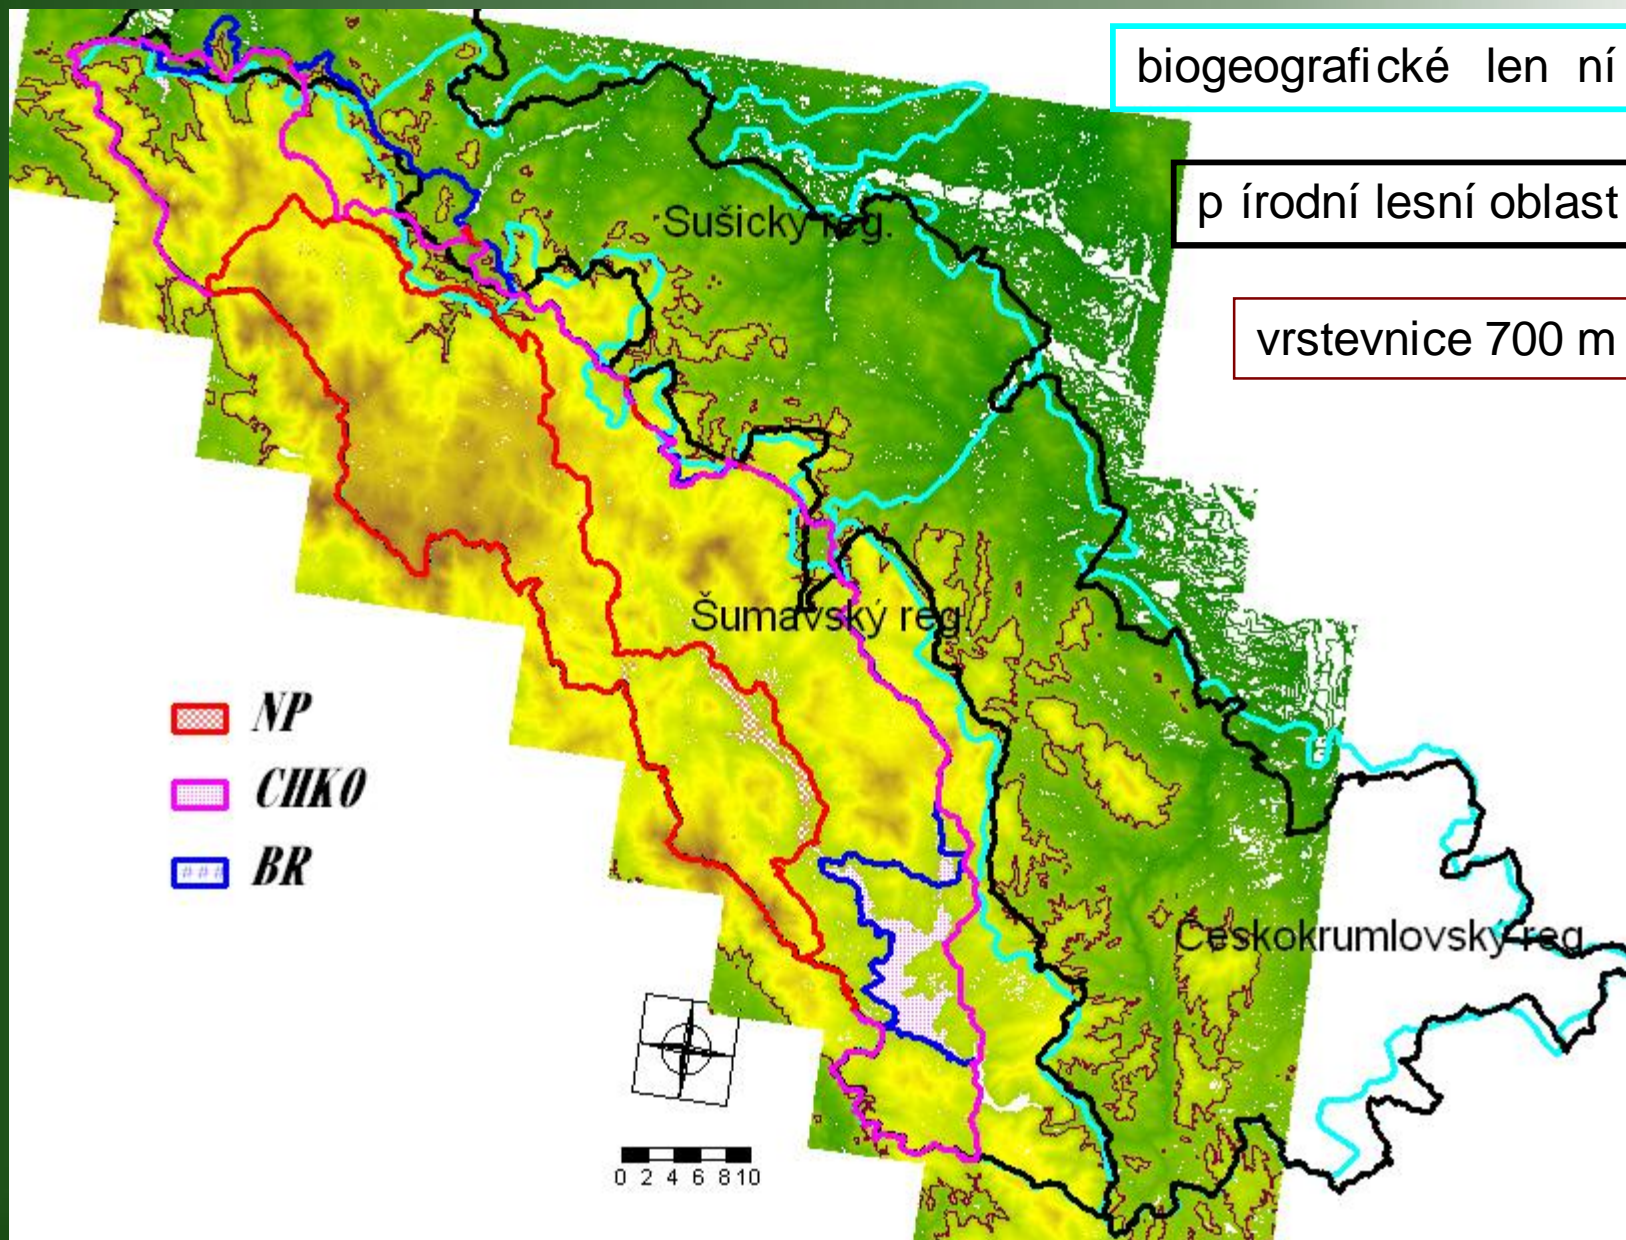 biogeografické len ní
p írodní lesní oblast
vrstevnice 700 m
Sušický reg.
Šumavský reg.
Českokrumlovský reg
NP
CHKO
BR
0 2 4 6 8 10